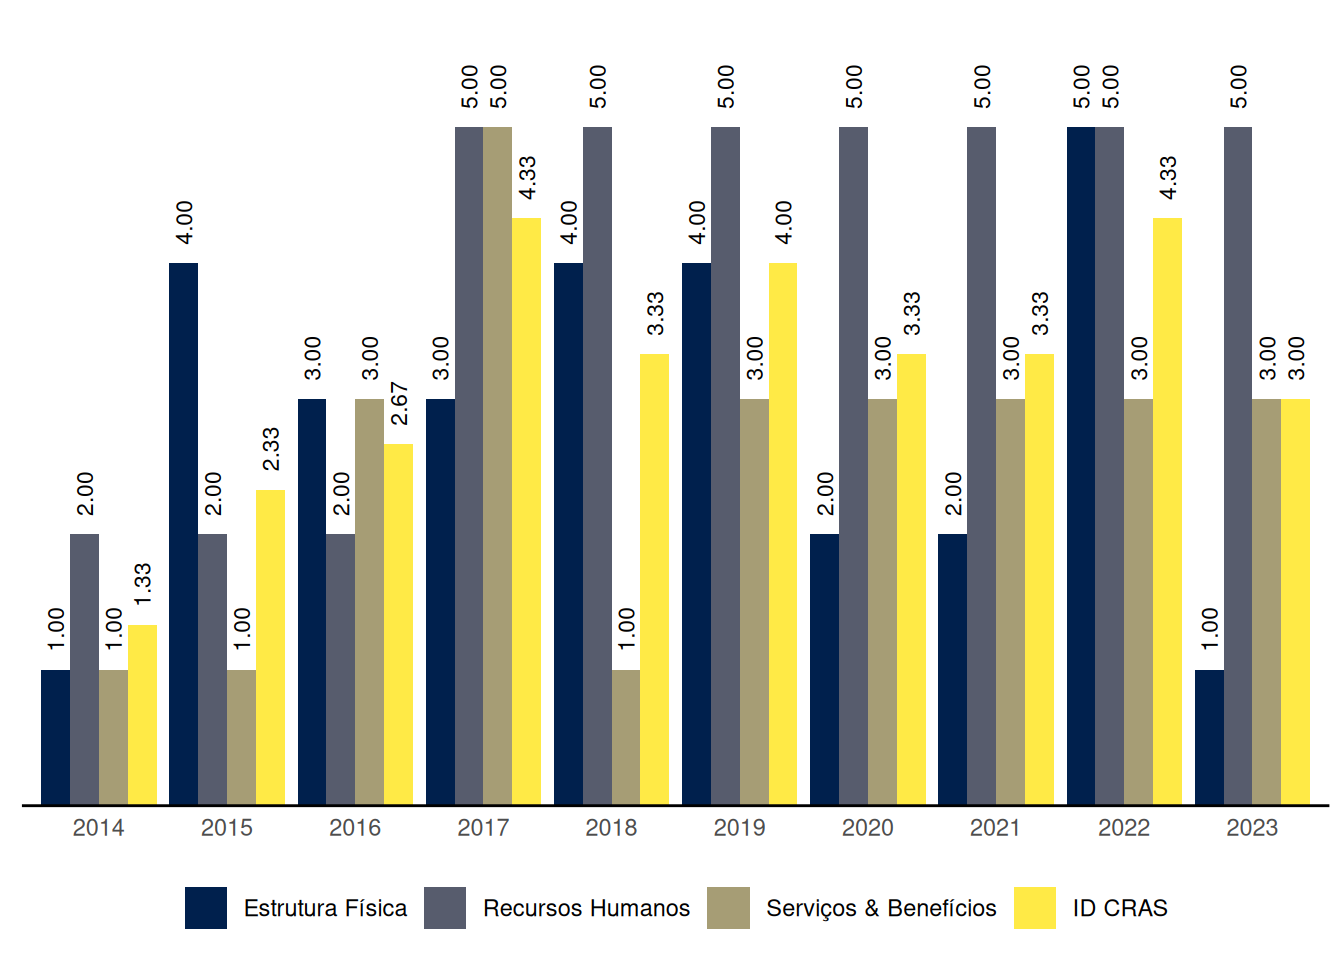 5.00 5.00 5.00 5.00 5.00 5.00 5.00 5.00 5.00
4.33 4.33
4.00 4.00 4.00 4.00
3.33 3.33 3.33
3.00 3.00 3.00 3.00 3.00 3.00 3.00 3.00 3.00
2.67
2.33
2.00 2.00 2.00 2.00 2.00
1.33
1.00 1.00 1.00 1.00 1.00
2014 2015 2016 2017 2018 2019 2020 2021 2022 2023
Estrutura Física Recursos Humanos Serviços & Benefícios ID CRAS